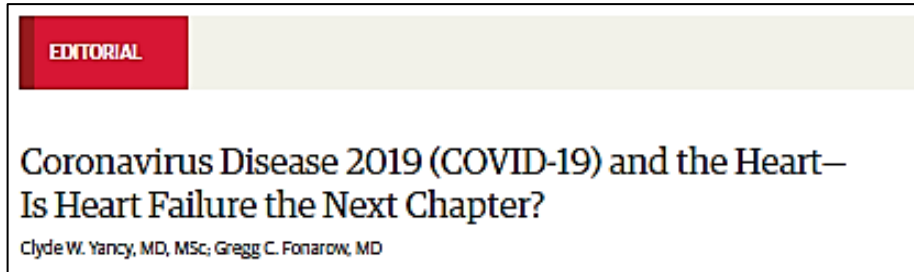 EDITORIAL
Coronavirus Disease 2019 (COVID-19) and the Heart—
Is Heart Failure the Next Chapter?
Clyde W. Yancy, MD, MSc; Gregg C. Fonarow, MD